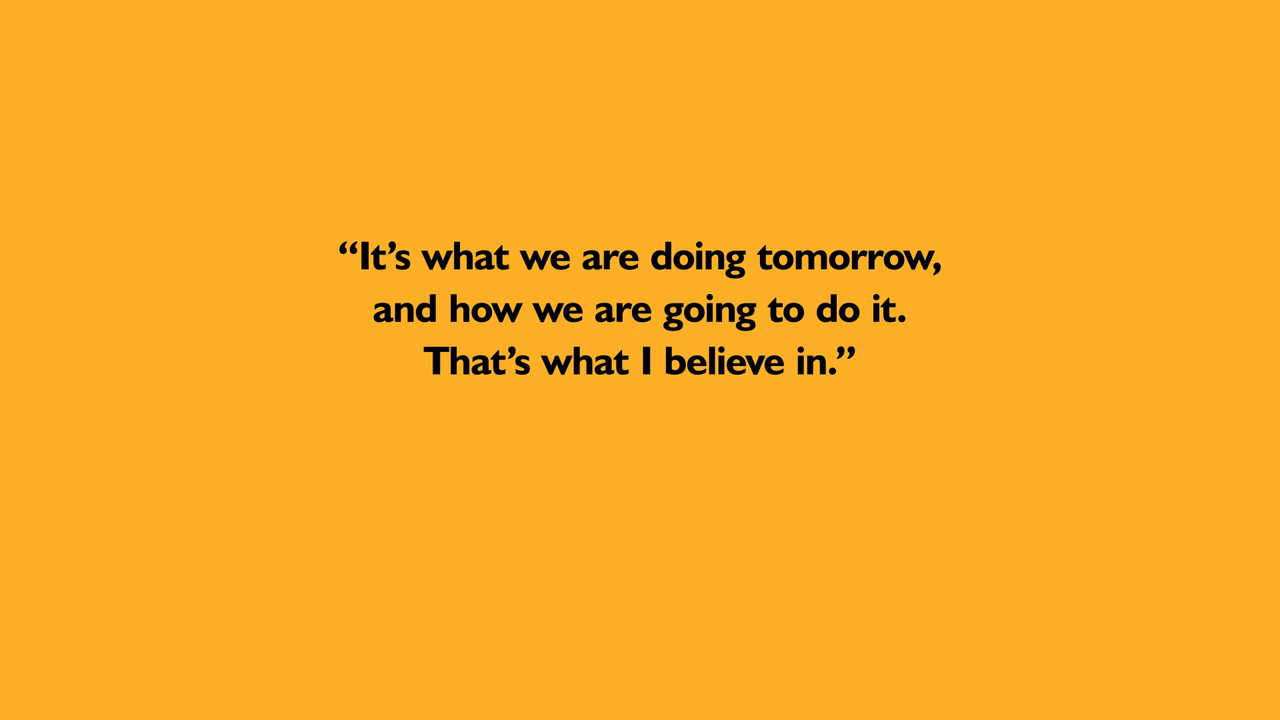 “It’s what we are doing tomorrow,
and how we are going to do it.
That’s what I believe in.”